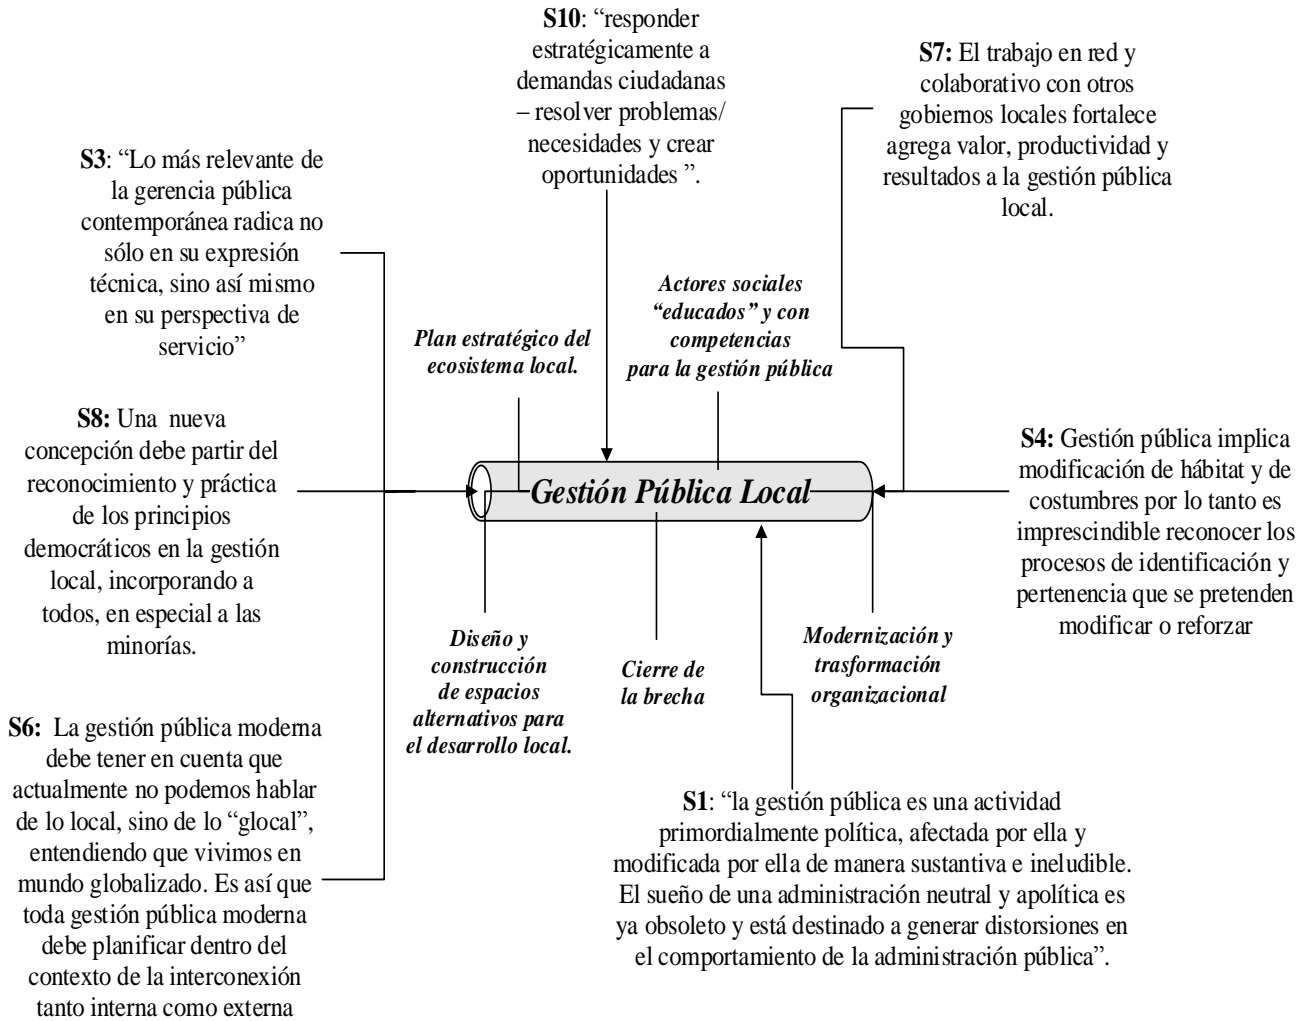 S10: “responder
estratégicamente a
demandas ciudadanas
– resolver problemas/
necesidades y crear
oportunidades ”.
S7: El trabajo en red y
colaborativo con otros
gobiernos locales fortalece
agrega valor, productividad y
resultados a la gestión pública
local.
S3: “Lo más relevante de
la gerencia pública
contemporánea radica no
sólo en su expresión
técnica, sino así mismo
en su perspectiva de
servicio”
Plan estratégico del
ecosistema local.
Actores sociales
“educados” y con
competencias
para la gestión pública
S8: Una nueva
concepción debe partir del
reconocimiento y práctica
de los principios
democráticos en la gestión
local, incorporando a
todos, en especial a las
minorías.
Gestión Pública Local
S4: Gestión pública implica
modificación de hábitat y de
costumbres por lo tanto es
imprescindible reconocer los
procesos de identificación y
pertenencia que se pretenden
modificar o reforzar
Diseño y
construcción
de espacios
alternativos para
el desarrollo local.
Cierre de
la brecha
Modernización y
trasformación
organizacional
S6: La gestión pública moderna
debe tener en cuenta que
actualmente no podemos hablar
de lo local, sino de lo “glocal”,
entendiendo que vivimos en
mundo globalizado. Es así que
toda gestión pública moderna
debe planificar dentro del
contexto de la interconexión
tanto interna como externa
S1: “la gestión pública es una actividad
primordialmente política, afectada por ella y
modificada por ella de manera sustantiva e ineludible.
El sueño de una administración neutral y apolítica es
ya obsoleto y está destinado a generar distorsiones en
el comportamiento de la administración pública”.